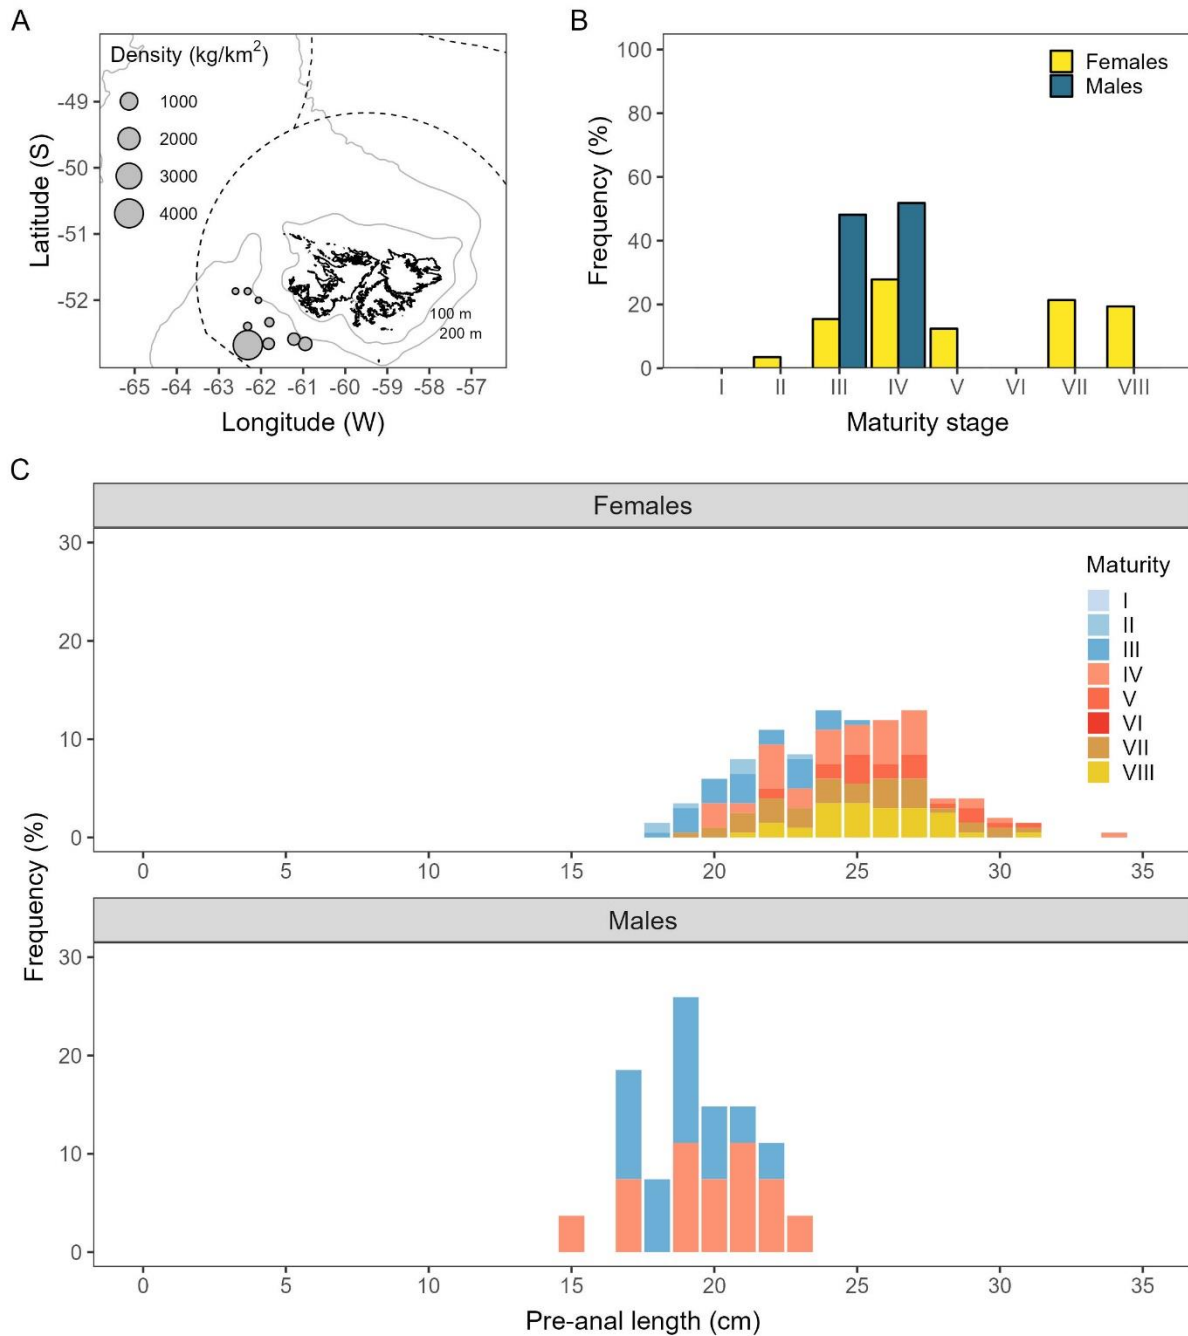 A
Density (kg/km²)
1000
2000
3000
4000
-49
-50
-51
-52
Latitude (S)
100 m
200 m
-65 -64 -63 -62 -61 -60 -59 -58 -57
Longitude (W)
B
100
80
60
40
20
0
Frequency (%)
Females
Males
I II III IV V VI VII VIII
Maturity stage
C
Females
30
20
10
0
Maturity
I
II
III
IV
V
VI
VII
VIII
0 5 10 15 20 25 30 35
Frequency (%)
Males
30
20
10
0
0 5 10 15 20 25 30 35
Pre-anal length (cm)